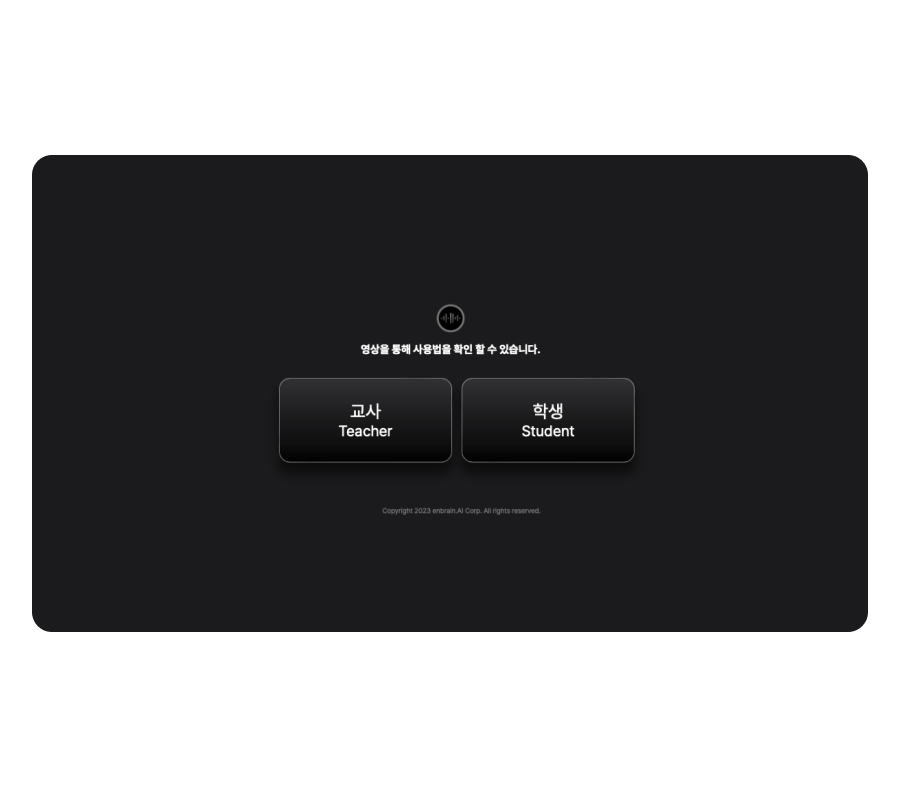 영상을 통해 사용법을 확인 할 수 있습니다.
교사
Teacher
학생
Student
Copyright 2023 enbrain.AI Corp. All rights reserved.